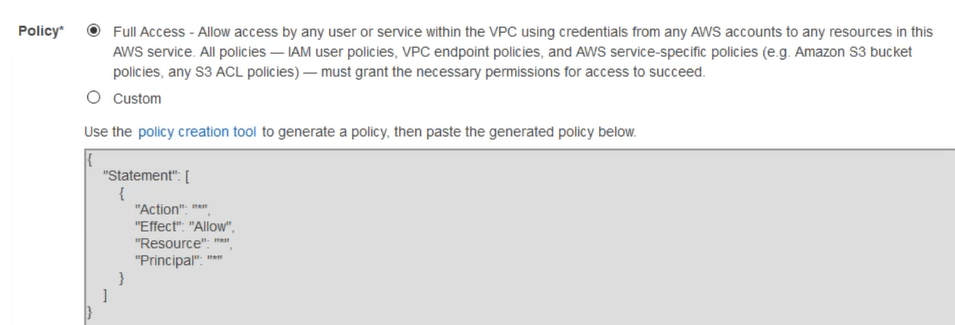 Policy* Full Access - Allow access by any user or service within the VPC using credentials from any AWS accounts to any resources in this
AWS service. All policies — IAM user policies, VPC endpoint policies, and AWS service-specific policies (e.g. Amazon S3 bucket
policies, any S3 ACL policies) — must grant the necessary permissions for access to succeed.
Custom
Use the policy creation tool to generate a policy, then paste the generated policy below.
{
"Statement": [
{
"Action": "*",
"Effect": "Allow",
"Resource": "*",
"Principal": "*"
}
]
}